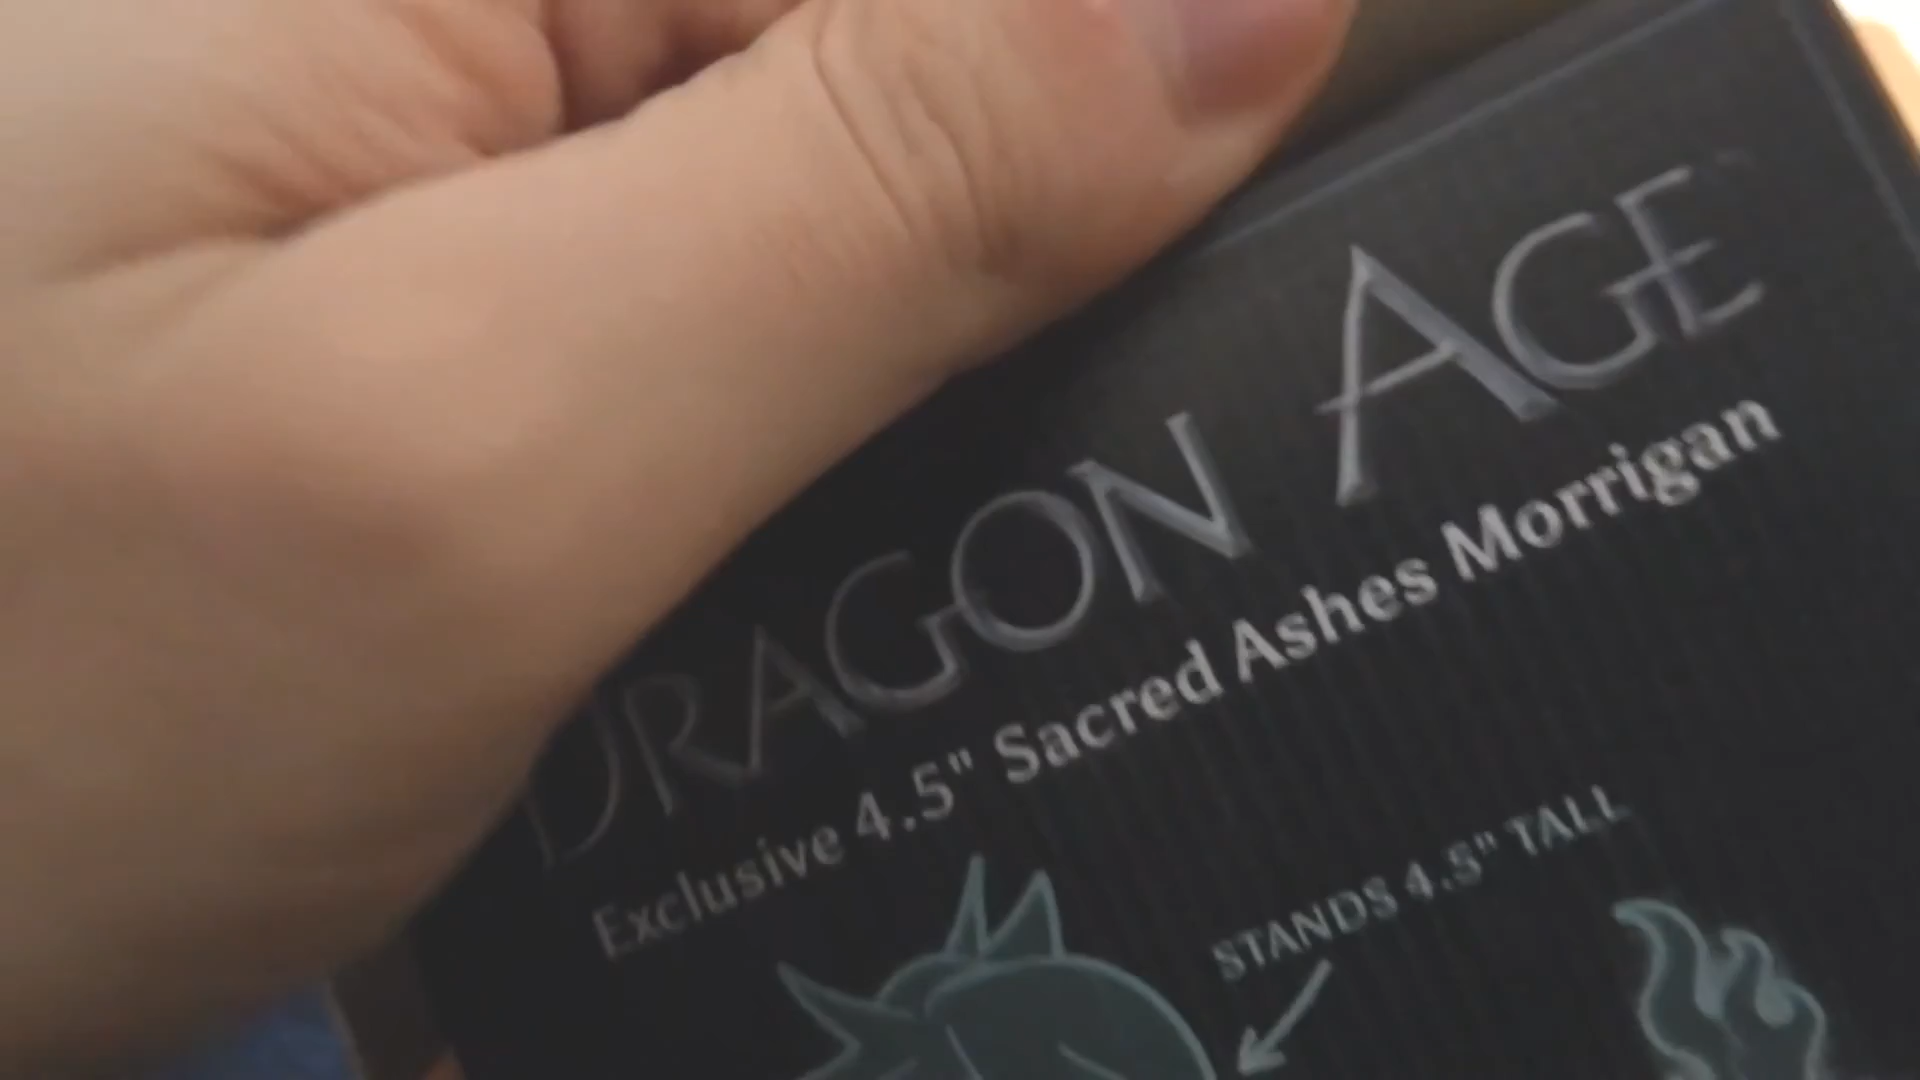 DRAGON AGE
Exclusive 4.5" Sacred Ashes Morrigan
STANDS 4.5" TALL